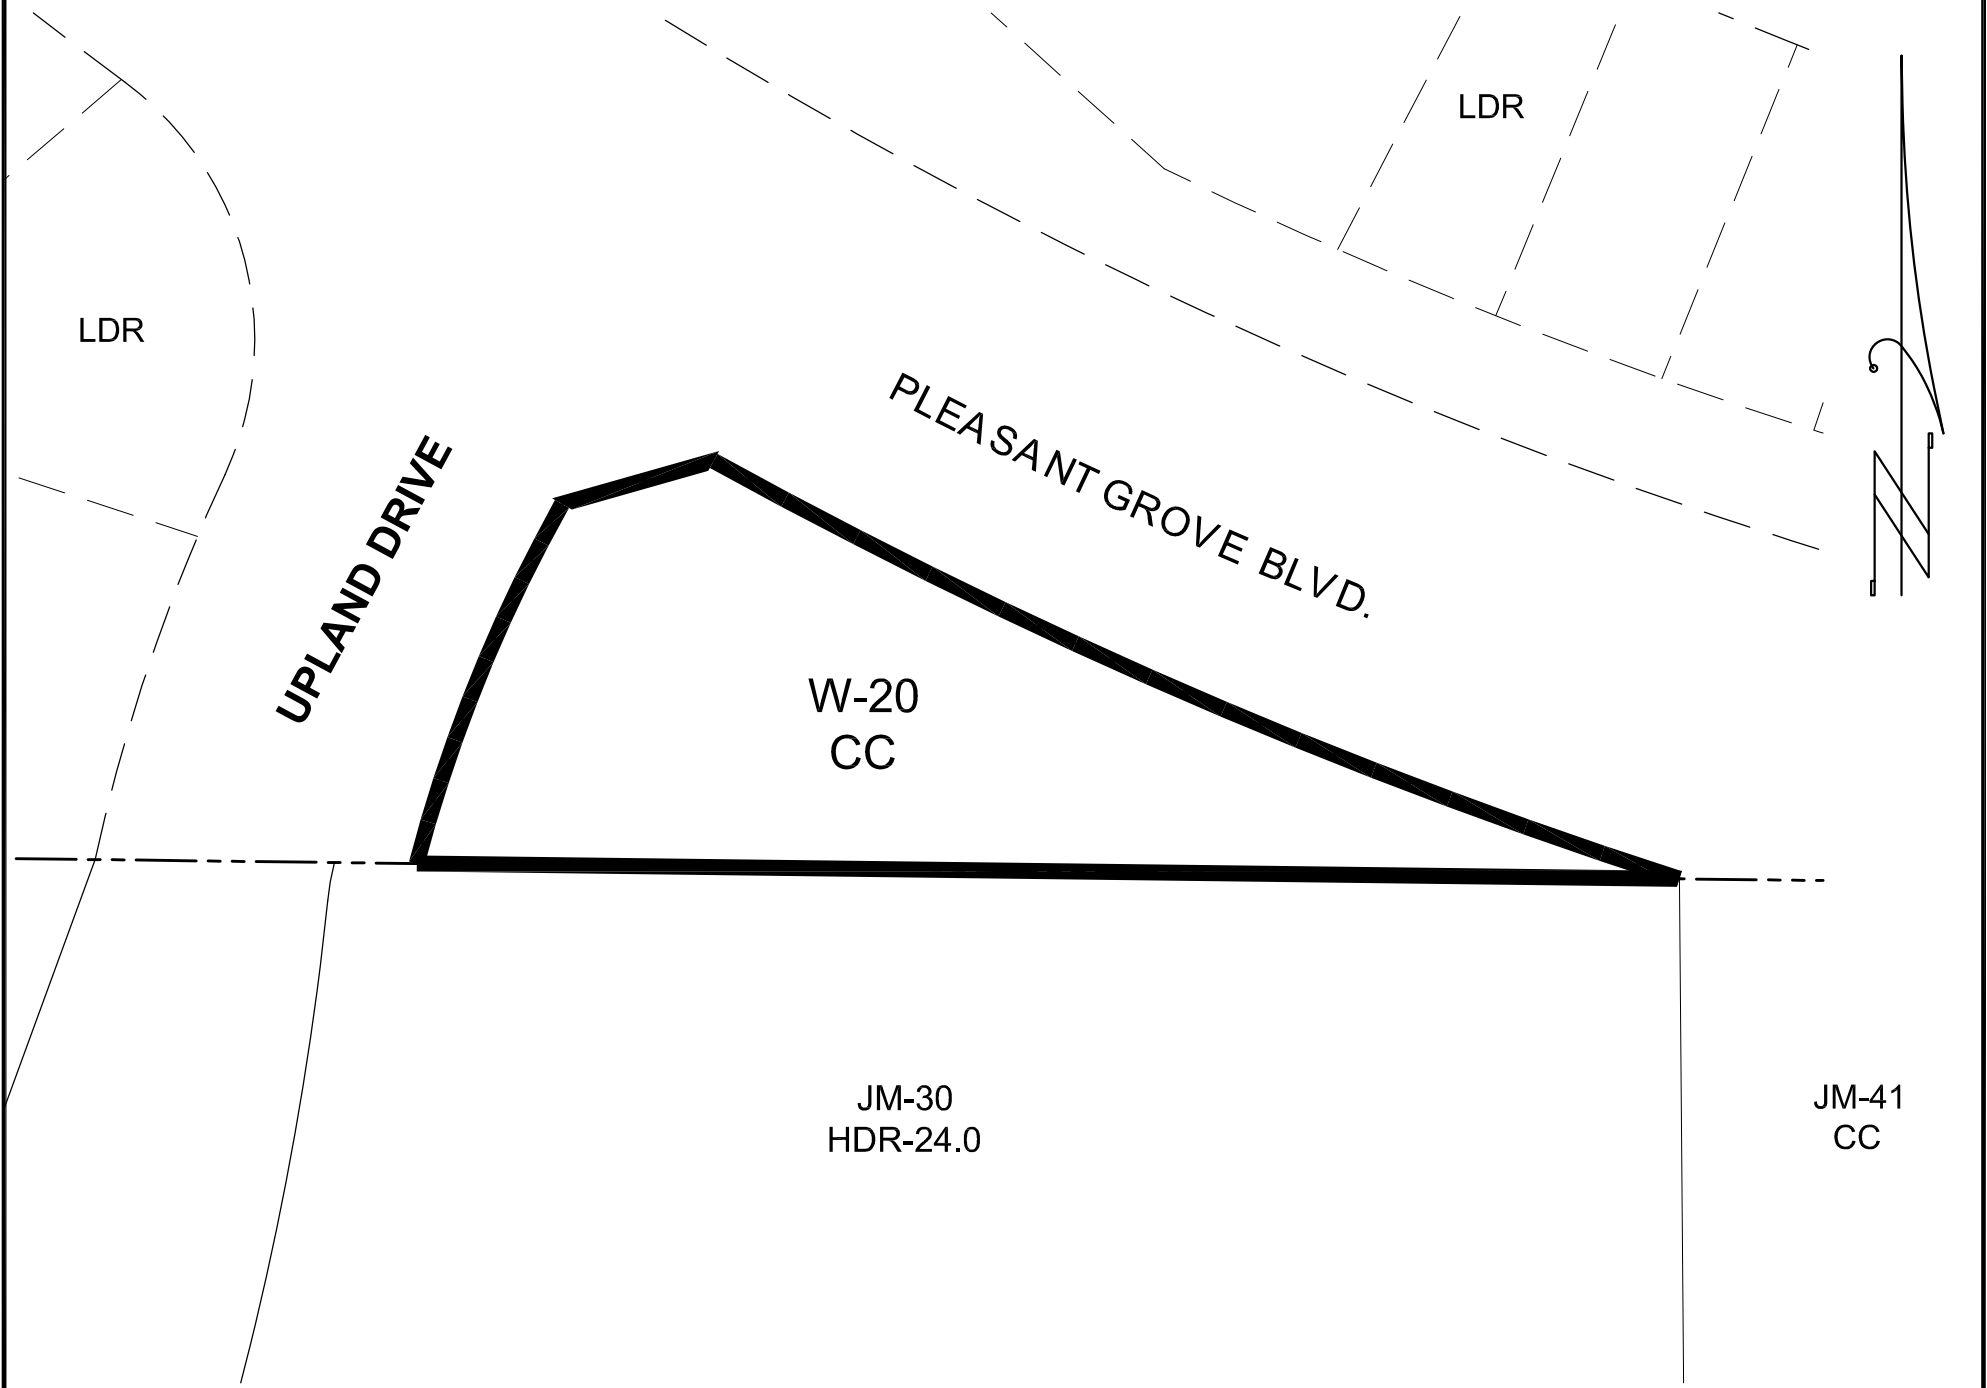 LDR
LDR
PLEASANT GROVE BLVD.
UPLAND DRIVE
N
W-20
CC
JM-30
HDR-24.0
JM-41
CC